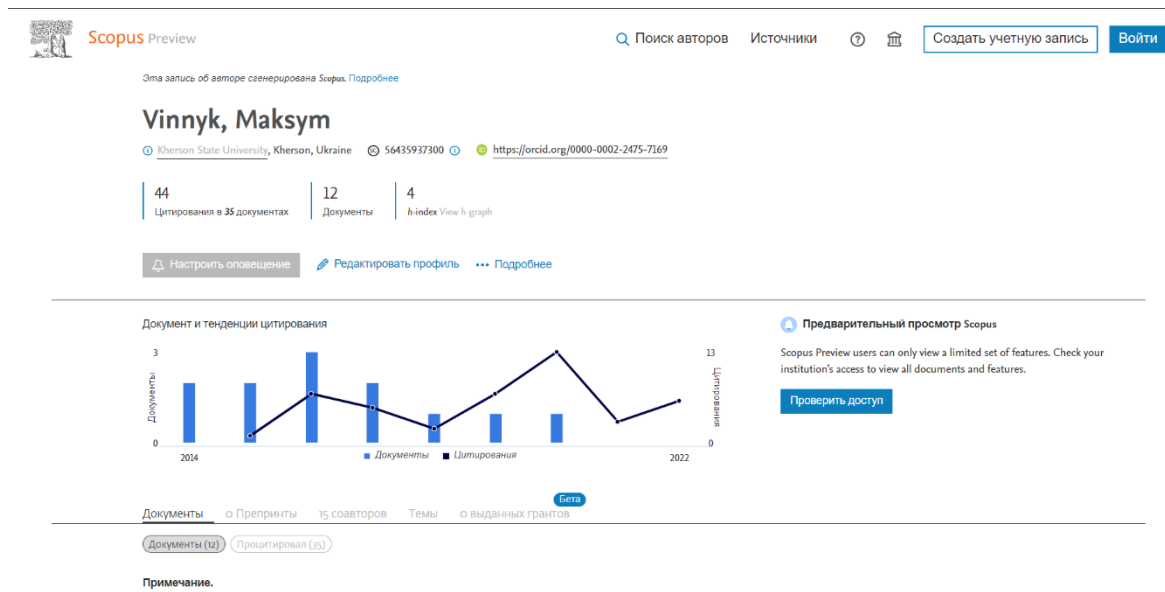 Scopus Preview
Поиск авторов Источники Создать учетную запись Войти
Эта запись об авторе сгенерирована Scopus. Подробнее
Vinnyk, Maksym
Kherson State University, Kherson, Ukraine 56435937300 https://orcid.org/0000-0002-2475-7169
44 12 4
Цитирования в 35 документах Документы h-index View h-graph
Настроить оповещение Редактировать профиль ••• Подробнее
Документ и тенденции цитирования
3 13
Документы
Цитирования
0 0
2014 2022
Документы Цитирования
Предварительный просмотр Scopus
Scopus Preview users can only view a limited set of features. Check your
institution's access to view all documents and features.
Проверить доступ
Бета
Документы 0 Препринты 15 соавторов Темы 0 выданных грантов
Документы (12) Процитировал (35)
Примечание.